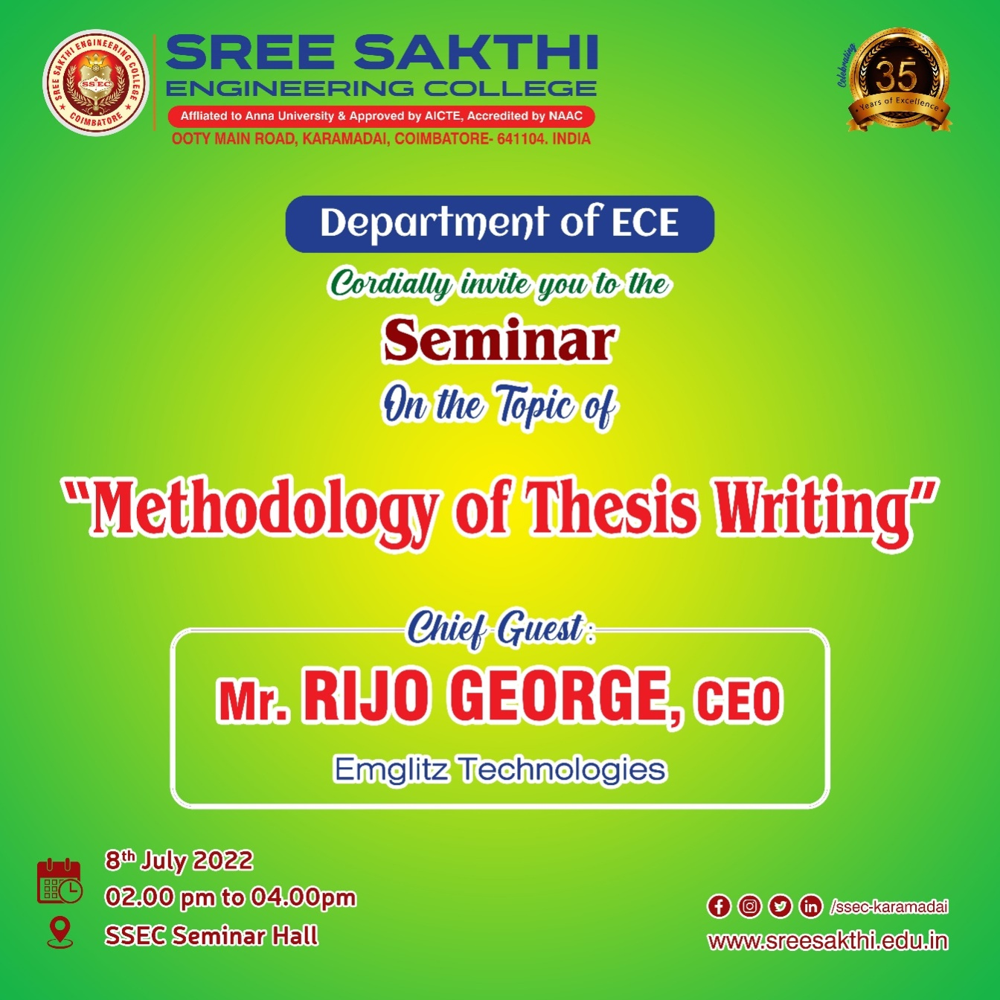 SREE SAKTHI ENGINEERING COLLEGE
SSEC
★ COIMBATORE ★
SREE SAKTHI
ENGINEERING COLLEGE
Affliated to Anna University & Approved by AICTE, Accredited by NAAC
OOTY MAIN ROAD, KARAMADAI, COIMBATORE- 641104. INDIA
Celebrating
35
Years of Excellence
Department of ECE
Cordially invite you to the
Seminar
On the Topic of
“Methodology of Thesis Writing”
Chief Guest:
Mr. RIJO GEORGE, CEO
Emglitz Technologies
8th July 2022
02.00 pm to 04.00pm
SSEC Seminar Hall
/ssec-karamadai
www.sreesakthi.edu.in